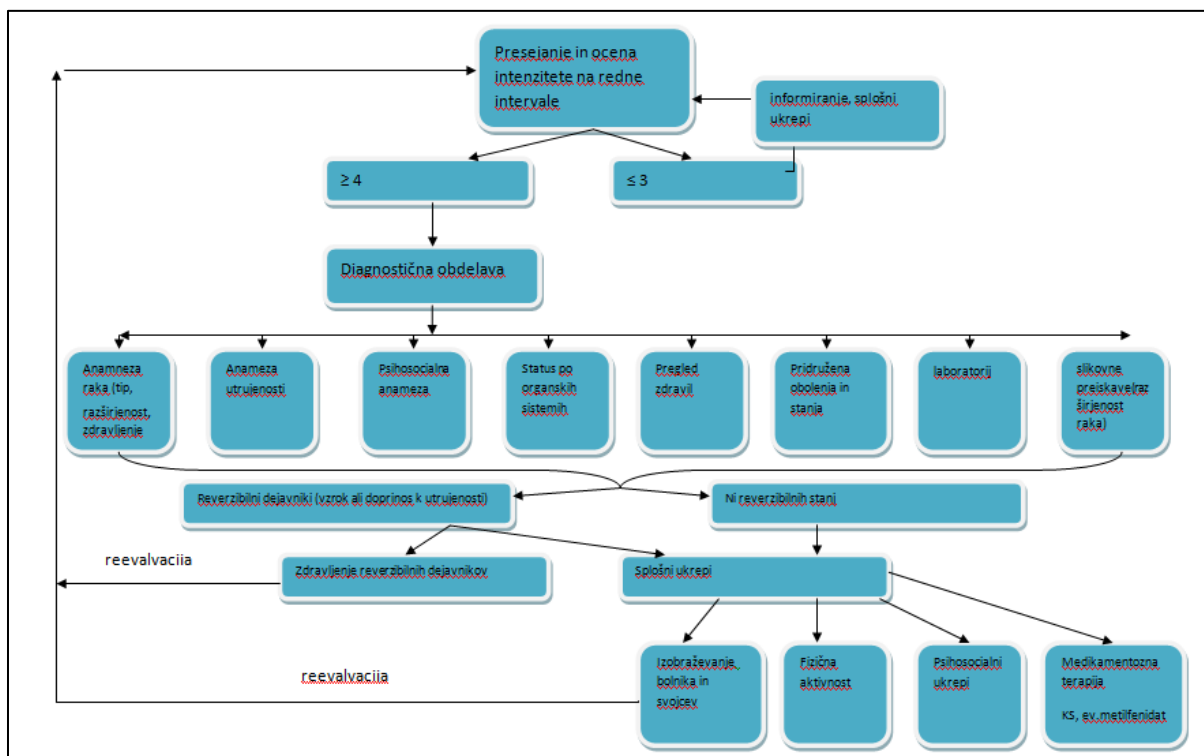 Presejanje in ocena
intenzitete na redne
intervale
informiranje, splošni
ukrepi
≥ 4
≤ 3
Diagnostična obdelava
Anamneza
raka (tip,
razširjenost,
zdravljenje
Anameza
utrujenosti
Psihosocialna
anameza
Status po
organskih
sistemih
Pregled
zdravil
Pridružena
obolenja in
stanja
laboratorij
slikovne
preiskave(raz
širjenost
raka)
Reverzibilni dejavniki (vzrok ali doprinos k utrujenosti)
Ni reverzibilnih stanj
reevalvacija
Zdravljenje reverzibilnih dejavnikov
Splošni ukrepi
reevalvacija
Izobraževanje
bolnika in
svojcev
Fizična
aktivnost
Psihosocialni
ukrepi
Medikamentozna
terapija
KS, ev.metilfenidat